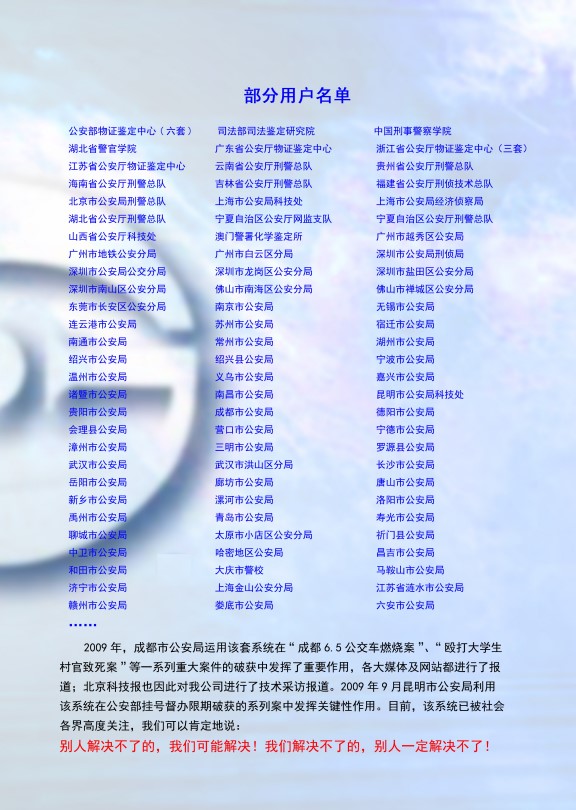 部分用户名单
公安部物证鉴定中心（六套） 司法部司法鉴定研究院 中国刑事警察学院
湖北省警官学院 广东省公安厅物证鉴定中心 浙江省公安厅物证鉴定中心（三套）
江苏省公安厅物证鉴定中心 云南省公安厅刑警总队 贵州省公安厅刑警总队
海南省公安厅刑警总队 吉林省公安厅刑警总队 福建省公安厅刑侦技术总队
北京市公安局刑警总队 上海市公安局科技处 上海市公安局经济侦察局
湖北省公安厅刑警总队 宁夏自治区公安厅网监支队 宁夏自治区公安厅刑警总队
山西省公安厅科技处 澳门警署化学鉴定所 广州市越秀区公安局
广州市地铁公安分局 广州市白云区分局 深圳市公安局刑侦局
深圳市公安局公交分局 深圳市龙岗区公安分局 深圳市盐田区公安分局
深圳市南山区公安分局 佛山市南海区公安分局 佛山市禅城区公安分局
东莞市长安区公安分局 南京市公安局 无锡市公安局
连云港市公安局 苏州市公安局 宿迁市公安局
南通市公安局 常州市公安局 湖州市公安局
绍兴市公安局 绍兴县公安局 宁波市公安局
温州市公安局 义乌市公安局 嘉兴市公安局
诸暨市公安局 南昌市公安局 昆明市公安局科技处
贵阳市公安局 成都市公安局 德阳市公安局
会理县公安局 营口市公安局 宁德市公安局
漳州市公安局 三明市公安局 罗源县公安局
武汉市公安局 武汉市洪山区分局 长沙市公安局
岳阳市公安局 廊坊市公安局 唐山市公安局
新乡市公安局 漯河市公安局 洛阳市公安局
禹州市公安局 青岛市公安局 寿光市公安局
聊城市公安局 太原市小店区公安分局 祈门县公安局
中卫市公安局 哈密地区公安局 昌吉市公安局
和田市公安局 大庆市警校 马鞍山市公安局
济宁市公安局 上海金山公安分局 江苏省涟水市公安局
赣州市公安局 娄底市公安局 六安市公安局
……
2009 年，成都市公安局运用该套系统在“成都 6.5 公交车燃烧案”、“殴打大学生
村官致死案”等一系列重大案件的破获中发挥了重要作用，各大媒体及网站都进行了报
道；北京科技报也因此对我公司进行了技术采访报道。2009 年 9 月昆明市公安局利用
该系统在公安部挂号督办限期破获的系列案中发挥关键性作用。目前，该系统已被社会
各界高度关注，我们可以肯定地说：
别人解决不了的，我们可能解决！我们解决不了的，别人一定解决不了！